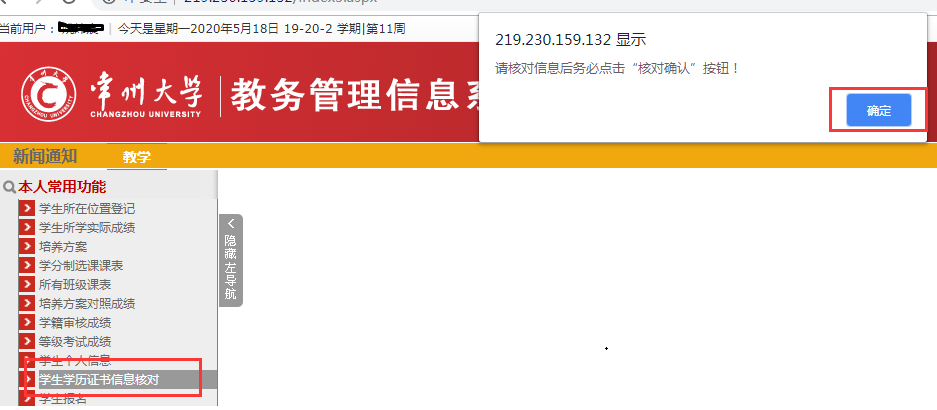 219.230.159.132/index3.aspx
当前用户：
今天是星期一2020年5月18日 19-20-2 学期|第11周
219.230.159.132 显示
请核对信息后务必点击“核对确认”按钮！
确定
常州大学
CHANGZHOU UNIVERSITY
教务管理信息系
新闻通知
教学
本人常用功能
学生所在位置登记
学生所学实际成绩
培养方案
学分制选课课表
所有班级课表
培养方案对照成绩
学籍审核成绩
等级考试成绩
学生个人信息
学生学历证书信息核对
学生报名
隐藏左导航